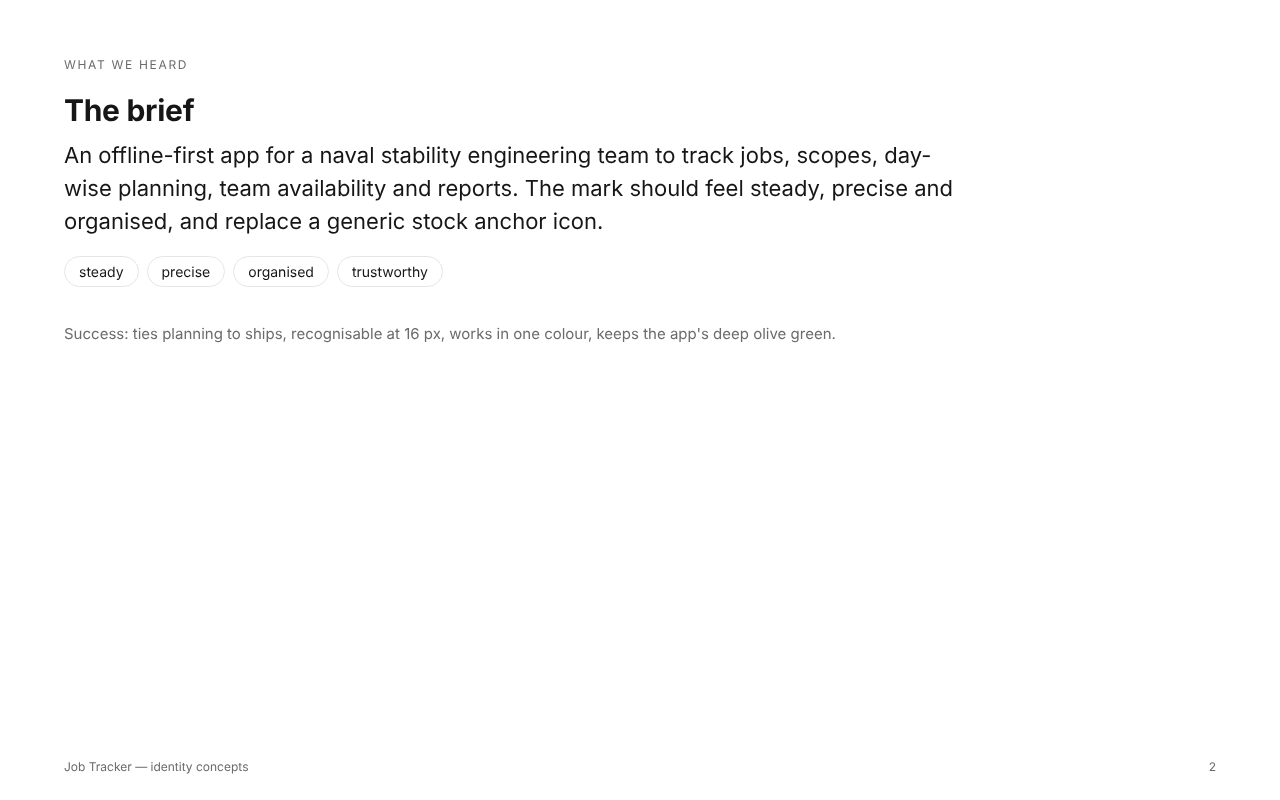 WHAT WE HEARD
The brief
An offline-first app for a naval stability engineering team to track jobs, scopes, day-
wise planning, team availability and reports. The mark should feel steady, precise and
organised, and replace a generic stock anchor icon.
steady precise organised trustworthy
Success: ties planning to ships, recognisable at 16 px, works in one colour, keeps the app's deep olive green.
Job Tracker — identity concepts 2